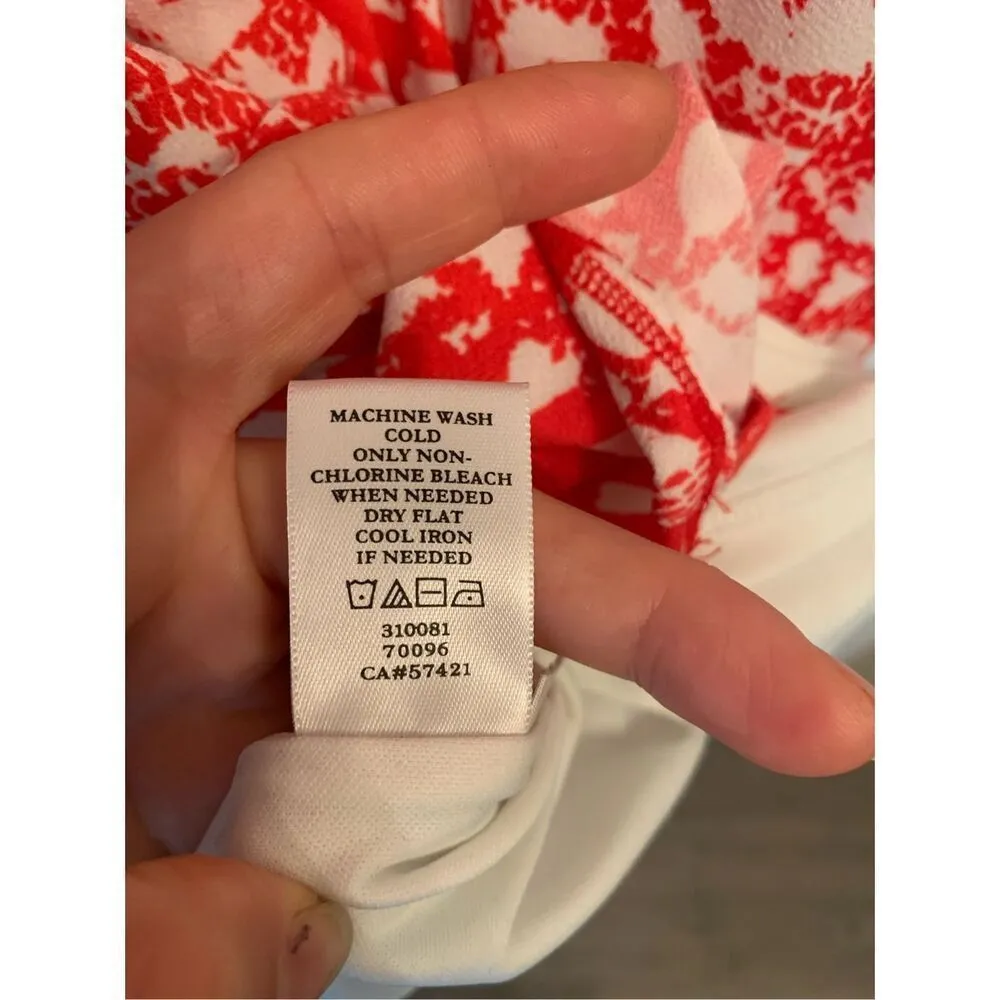 MACHINE WASH
COLD
ONLY NON-
CHLORINE BLEACH
WHEN NEEDED
DRY FLAT
COOL IRON
IF NEEDED
310081
70096
CA#57421